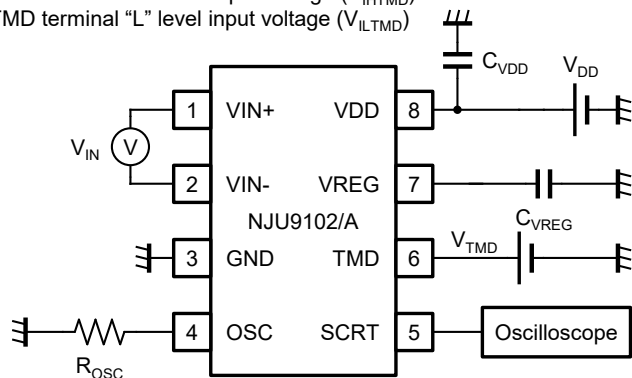 TMD terminal “L” level input voltage (VILTMD)
CVDD
VDD
1 VIN+ VDD 8
VIN V
2 VIN- VREG 7
NJU9102/A
CVREG
VTMD
3 GND TMD 6
4 OSC SCRT 5 Oscilloscope
ROSC